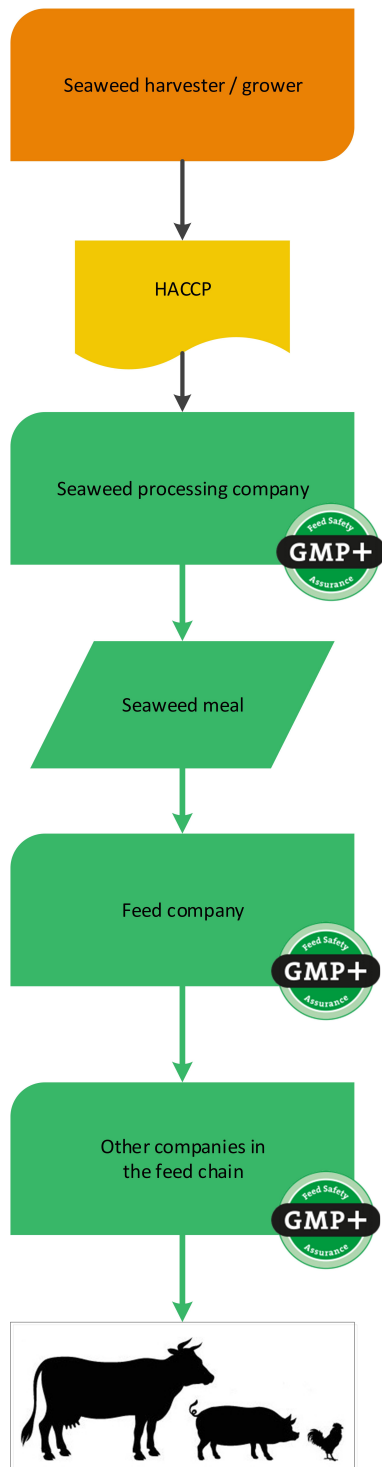 Seaweed harvester / grower
HACCP
Seaweed processing company
Feed Safety
GMP+
Assurance
Seaweed meal
Feed company
Feed Safety
GMP+
Assurance
Other companies in
the feed chain
Feed Safety
GMP+
Assurance